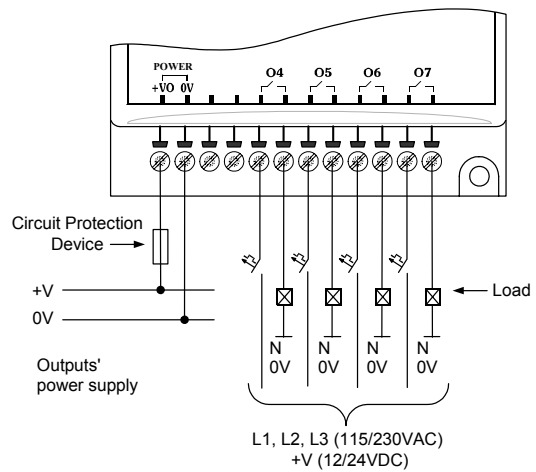 POWER
+VO 0V
O4 O5 O6 O7
Circuit Protection
Device
+V
0V
Load
N N N N
0V 0V 0V 0V
Outputs'
power supply
L1, L2, L3 (115/230VAC)
+V (12/24VDC)